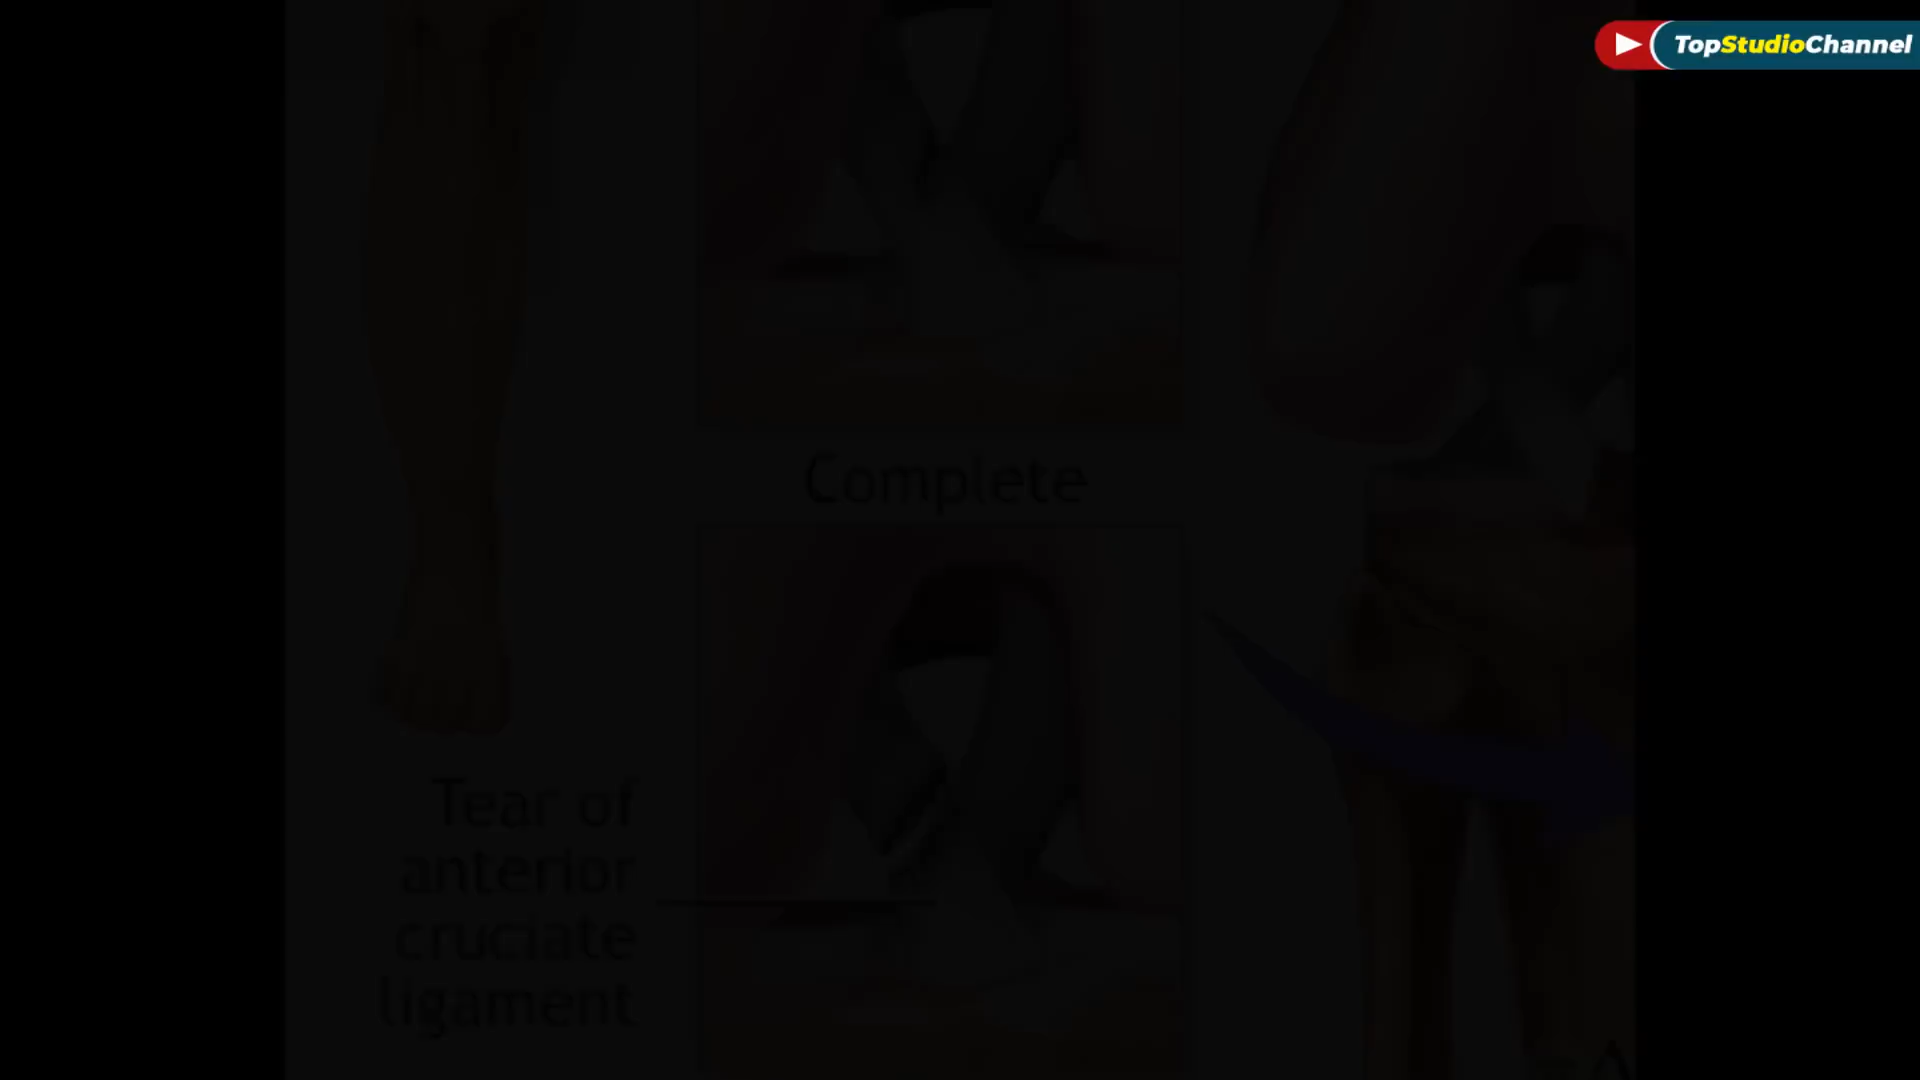 TopStudioChannel
Complete
Tear of
anterior
cruciate
ligament